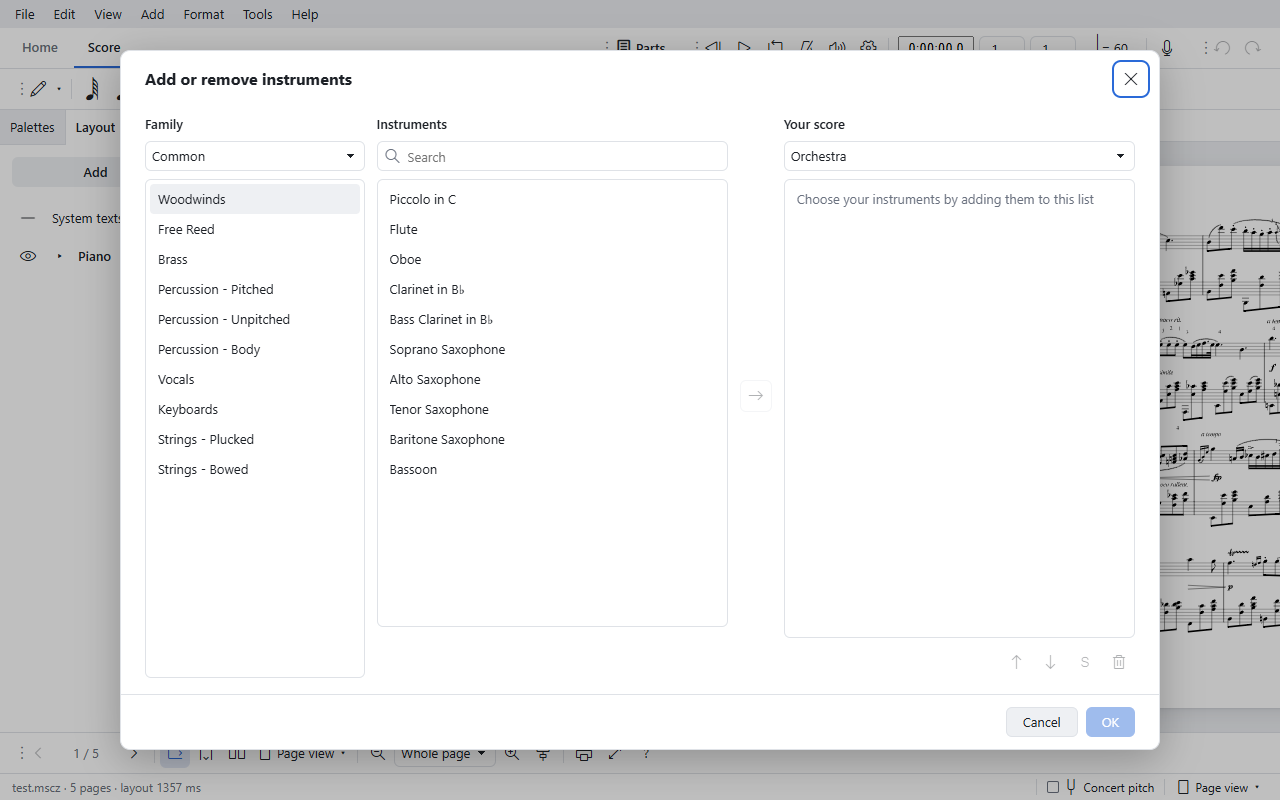 File Edit View Add Format Tools Help
Home Score Parts 0:00:00.0 1 1 = 60
Add or remove instruments
Palettes Layout
Family Instruments Your score
Common Search Orchestra
Add
Woodwinds Piccolo in C Choose your instruments by adding them to this list
System texts
Free Reed Flute
Piano
Brass Oboe
Percussion - Pitched Clarinet in B♭
Percussion - Unpitched Bass Clarinet in B♭
Percussion - Body Soprano Saxophone
Vocals Alto Saxophone
Keyboards Tenor Saxophone
Strings - Plucked Baritone Saxophone
Strings - Bowed Bassoon
a tempo
S
Cancel OK
1 / 5 Page view Whole page ?
test.mscz · 5 pages · layout 1357 ms Concert pitch Page view